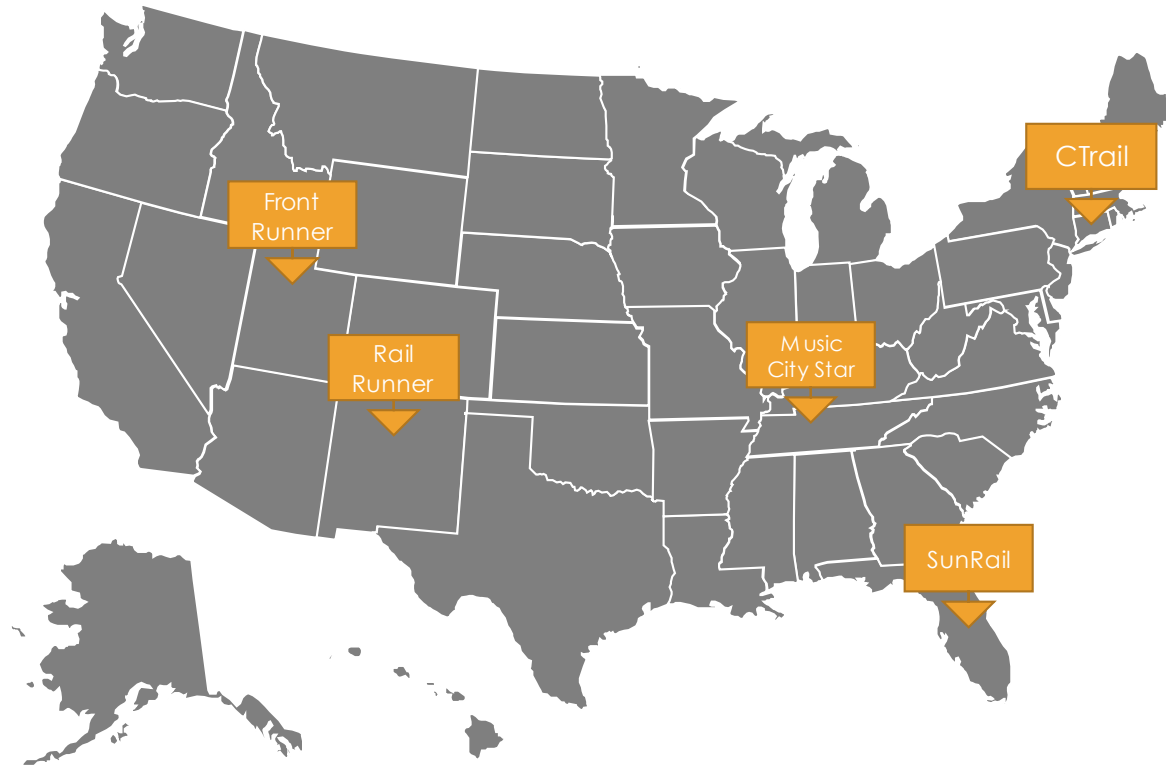 CTrail
Front
Runner
Rail
Runner
Music
City Star
SunRail